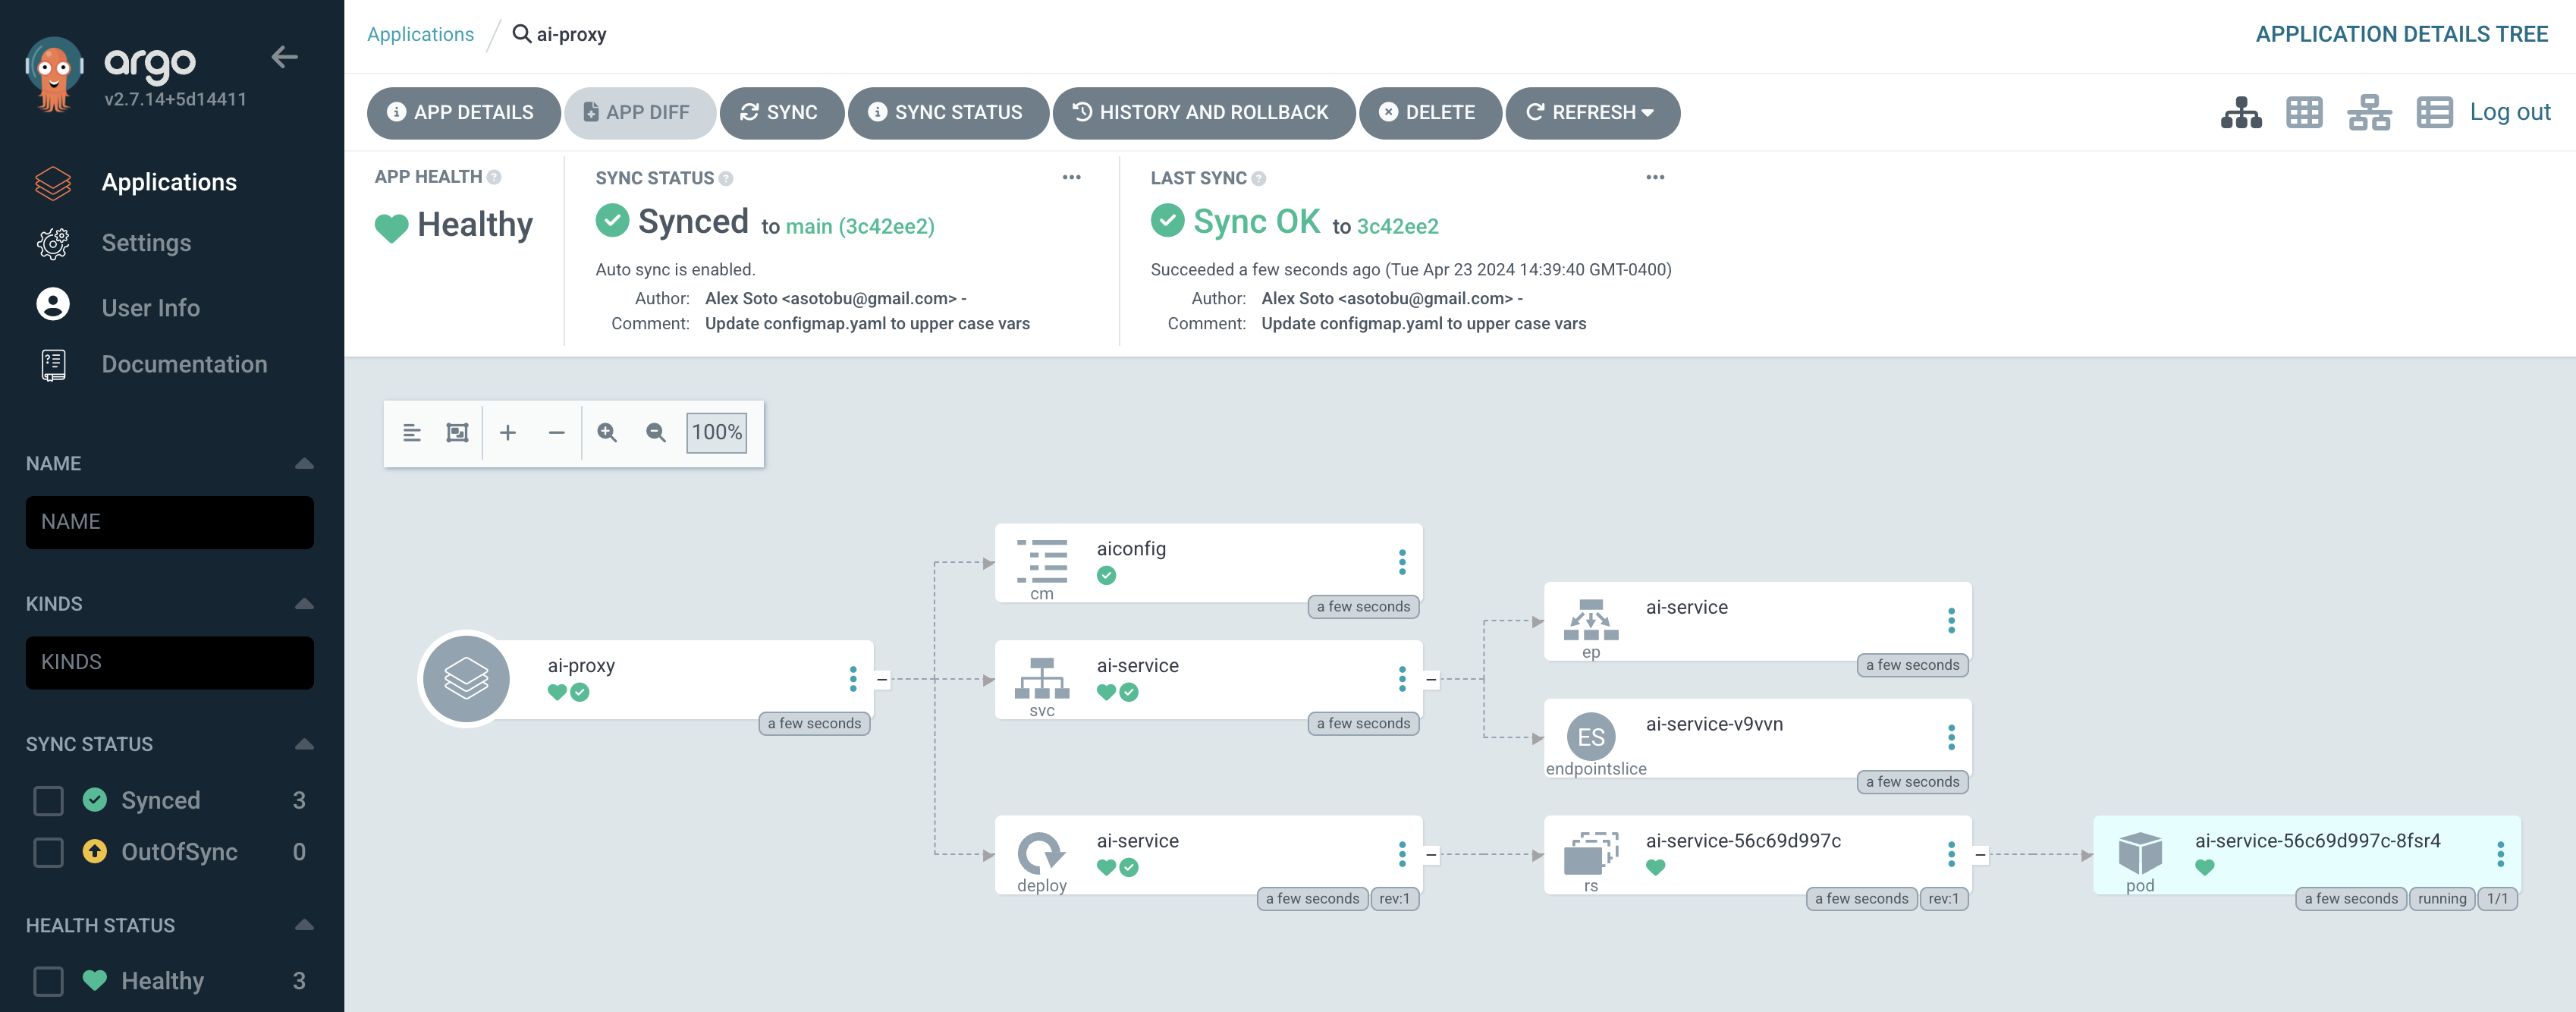 argo
v2.7.14+5d14411
Applications
Settings
User Info
Documentation
NAME
NAME
KINDS
KINDS
SYNC STATUS
Synced 3
OutOfSync 0
HEALTH STATUS
Healthy 3
Applications / ai-proxy
APPLICATION DETAILS TREE
APP DETAILS APP DIFF SYNC SYNC STATUS HISTORY AND ROLLBACK DELETE REFRESH
Log out
APP HEALTH
Healthy
SYNC STATUS
Synced to main (3c42ee2)
Auto sync is enabled.
Author: Alex Soto <asotobu@gmail.com> -
Comment: Update configmap.yaml to upper case vars
LAST SYNC
Sync OK to 3c42ee2
Succeeded a few seconds ago (Tue Apr 23 2024 14:39:40 GMT-0400)
Author: Alex Soto <asotobu@gmail.com> -
Comment: Update configmap.yaml to upper case vars
100%
ai-proxy
a few seconds
aiconfig
cm
a few seconds
ai-service
svc
a few seconds
ai-service
deploy
a few seconds rev:1
ai-service
ep
a few seconds
ES
ai-service-v9vvn
endpointslice
a few seconds
ai-service-56c69d997c
rs
a few seconds rev:1
ai-service-56c69d997c-8fsr4
pod
a few seconds running 1/1